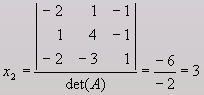 x₂ = | -2 1 -1 |
| 1 4 -1 |
| -2 -3 1 |
/ det(A) = -6 / -2 = 3